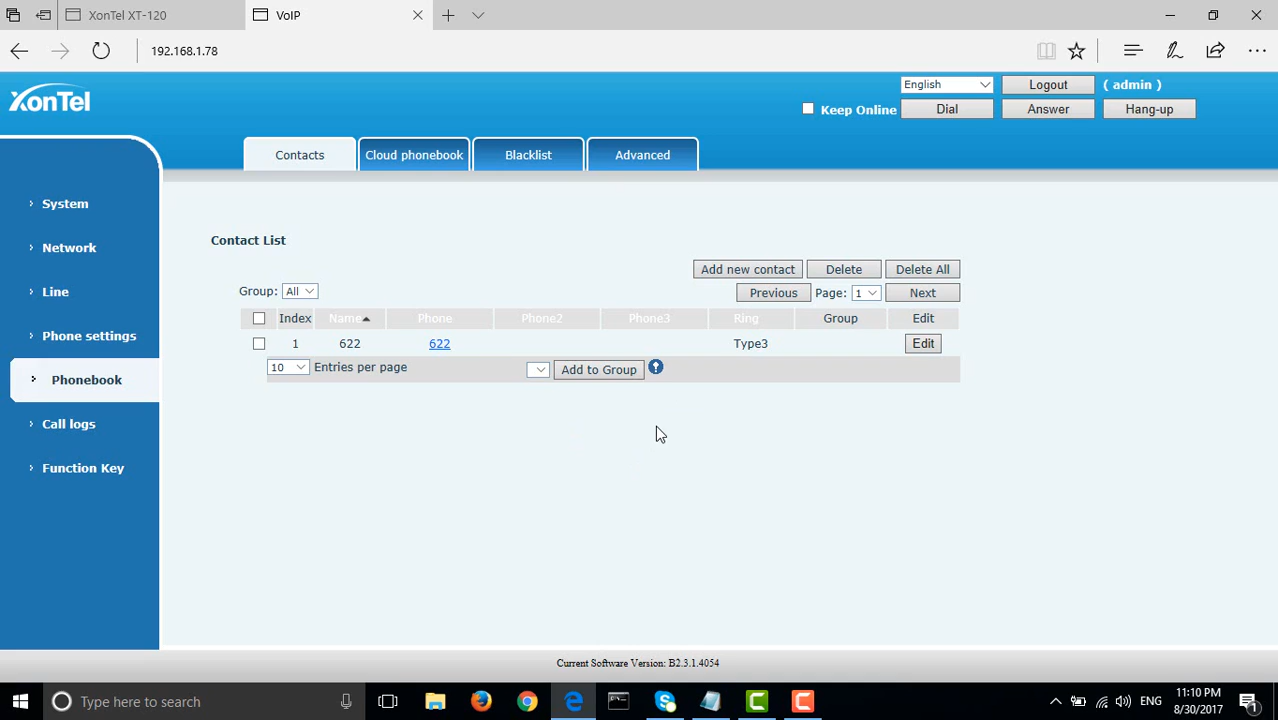 XonTel XT-120
VoIP
192.168.1.78
XonTel
English
Logout
( admin )
Keep Online
Dial
Answer
Hang-up
Contacts
Cloud phonebook
Blacklist
Advanced
System
Network
Line
Phone settings
Phonebook
Call logs
Function Key
Contact List
Add new contact
Delete
Delete All
Group: All
Previous
Page: 1
Next
Index Name Phone Phone2 Phone3 Ring Group Edit
1 622 622 Type3 Edit
10 Entries per page
Add to Group
Current Software Version: B2.3.1.4054
Type here to search
ENG
11:10 PM
8/30/2017
1